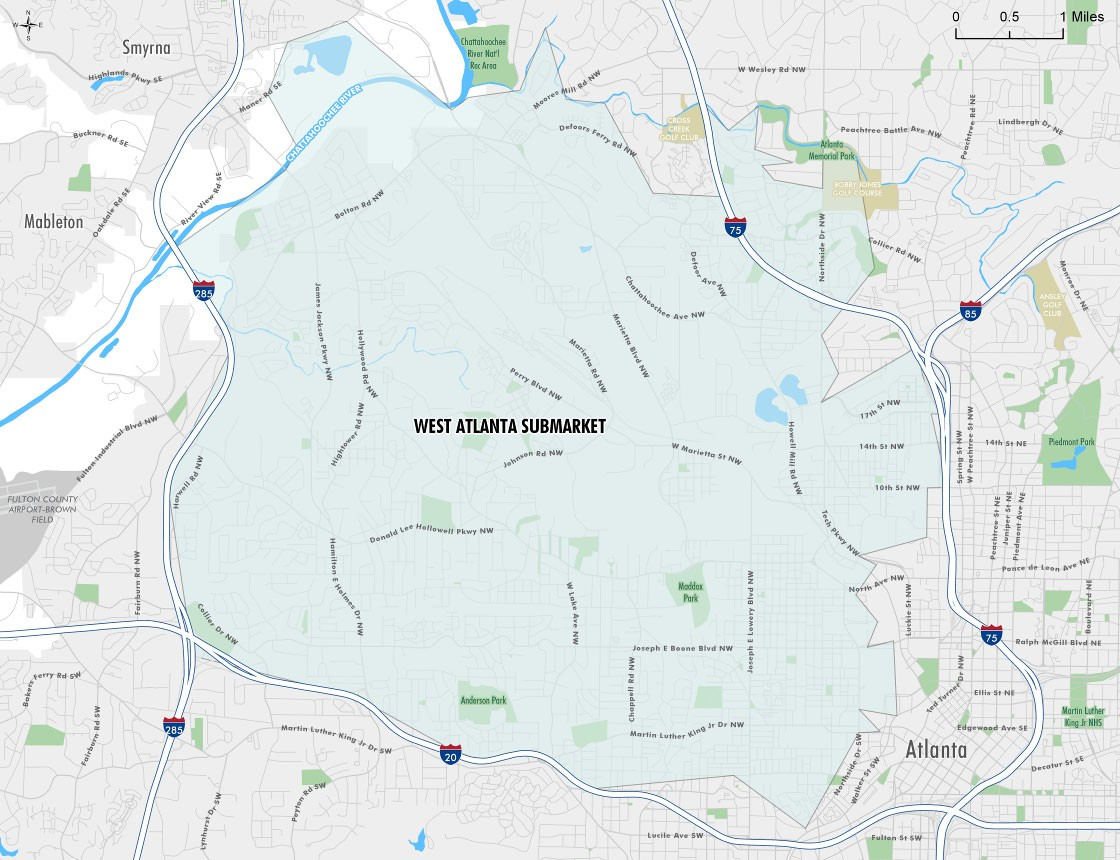 N
W E
S
Smyrna
Highlands Pkwy SE
Maner Rd SE
Chattahoochee
River Nat'l
Rec Area
0 0.5 1 Miles
W Wesley Rd NW
Moores Mill Rd NW
CHATTAHOOCHEE RIVER
CROSS
CREEK
GOLF CLUB
Defoors Ferry Rd NW
Peachtree Battle Ave NW
Peachtree Rd NE
Lindbergh Dr NE
Buckner Rd SE
Atlanta
Memorial Park
BOBBY JONES
GOLF COURSE
Oakdale Rd SE
River View Rd SE
Mableton
Bolton Rd NW
75
Northside Dr NW
Collier Rd NW
Defoor Ave NW
Monroe Dr NE
285
James Jackson Pkwy NW
Chattahoochee Ave NW
Marietta Blvd NW
85
ANSLEY
GOLF
CLUB
Hollywood Rd NW
Marietta Rd NW
Perry Blvd NW
WEST ATLANTA SUBMARKET
17th St NW
Fulton Industrial Blvd NW
Hightower Rd NW
Johnson Rd NW
W Marietta St NW
Howell Mill Rd NW
14th St NW
Spring St NW
W Peachtree St NW
14th St NE
Piedmont Park
Harwell Rd NW
10th St NW
FULTON COUNTY
AIRPORT-BROWN
FIELD
Donald Lee Hollowell Pkwy NW
Tech Pkwy NW
Peachtree St NE
Juniper St NE
Piedmont Ave NE
Ponce de Leon Ave NE
Fairburn Rd NW
Hamilton E Holmes Dr NW
W Lake Ave NW
Maddox
Park
Joseph E Lowery Blvd NW
North Ave NW
Luckie St NW
Boulevard NE
Collier Dr NW
75
Ralph McGill Blvd NE
Joseph E Boone Blvd NW
Bakers Ferry Rd SW
Chappell Rd NW
Ted Turner Dr NW
Ellis St NE
Anderson Park
Martin Luther
King Jr NHS
Fairburn Rd SW
285
Martin Luther King Jr Dr SW
20
Martin Luther King Jr Dr NW
Edgewood Ave SE
Atlanta
Northside Dr SW
Walker St SW
Decatur St SE
Lynhurst Dr SW
Peyton Rd SW
Lucile Ave SW
Fulton St SW